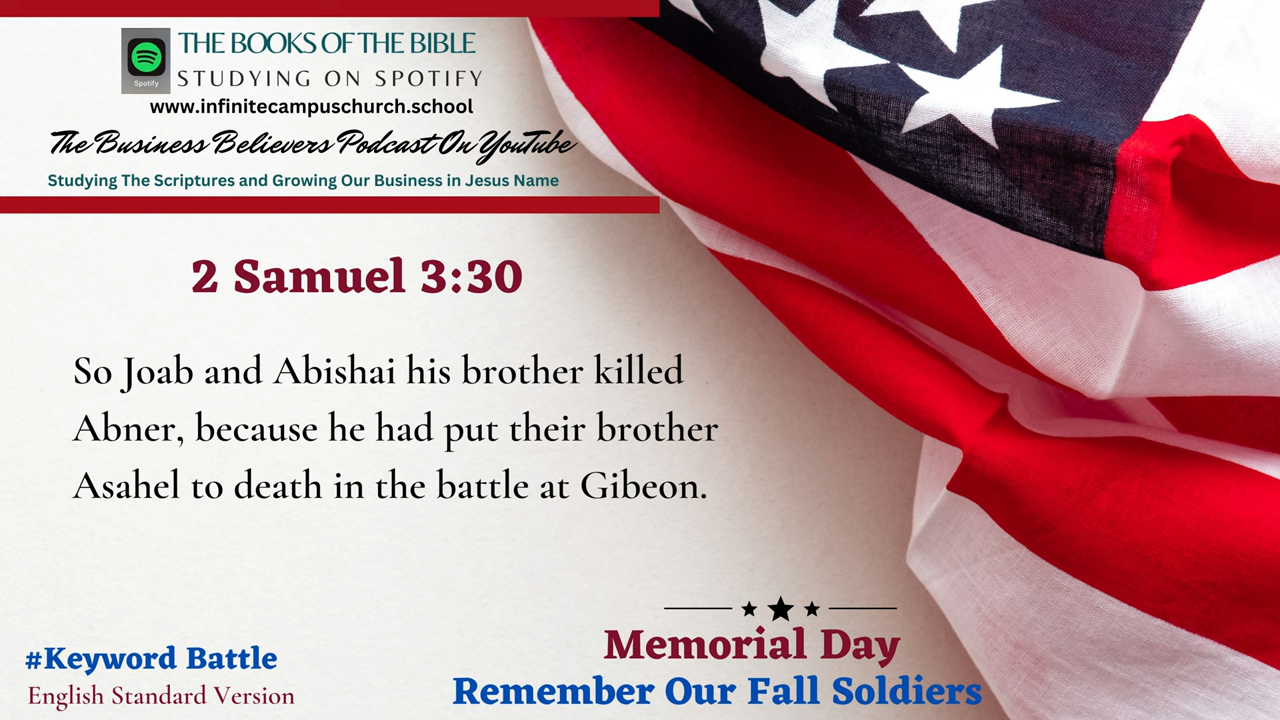 THE BOOKS OF THE BIBLE
Spotify
STUDYING ON SPOTIFY
www.infinitecampuschurch.school
The Business Believers Podcast On YouTube
Studying The Scriptures and Growing Our Business in Jesus Name
2 Samuel 3:30
So Joab and Abishai his brother killed
Abner, because he had put their brother
Asahel to death in the battle at Gibeon.
#Keyword Battle
English Standard Version
Memorial Day
Remember Our Fall Soldiers